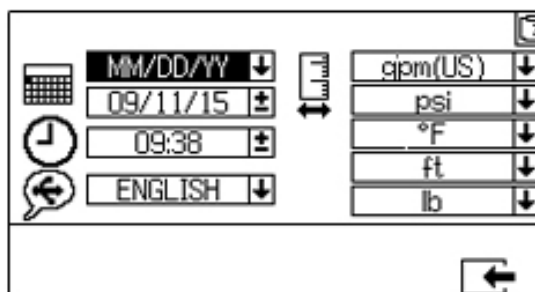 MM/DD/YY
09/11/15
09:38
ENGLISH
gpm(US)
psi
°F
ft
lb